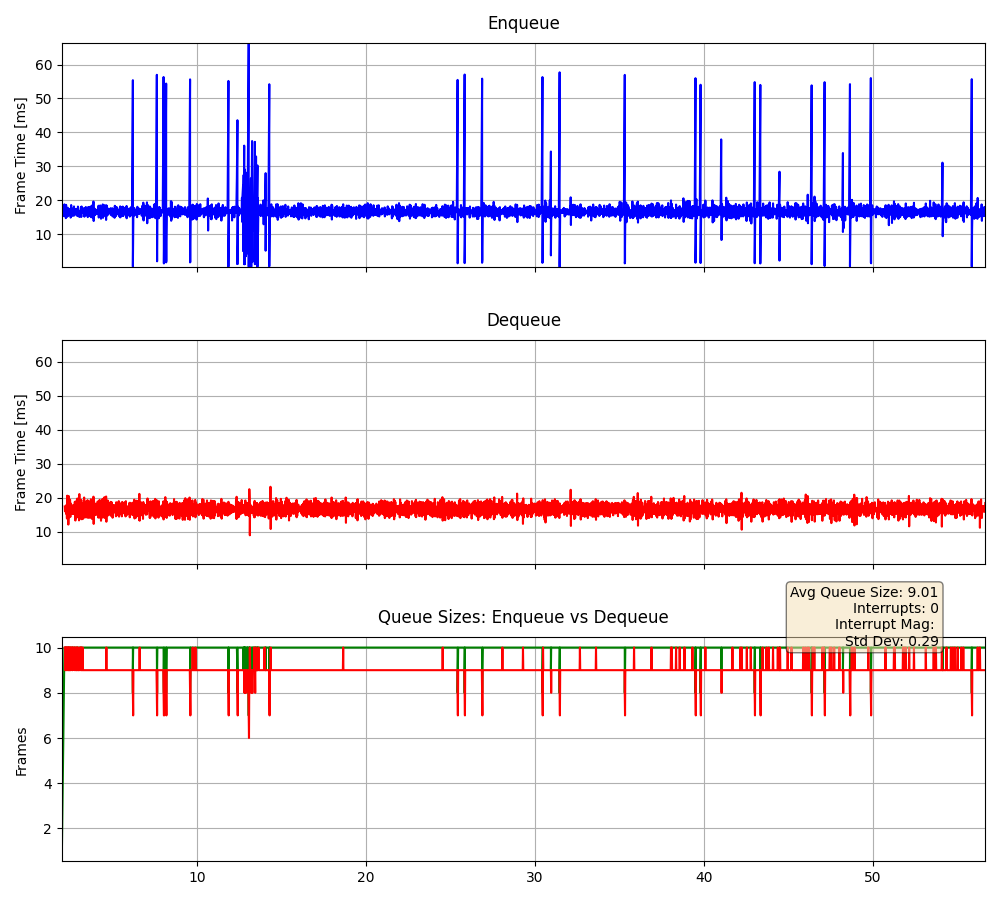 Enqueue
Frame Time [ms]
60
50
40
30
20
10
Dequeue
Frame Time [ms]
60
50
40
30
20
10
Avg Queue Size: 9.01
Interrupts: 0
Interrupt Mag:
Std Dev: 0.29
Queue Sizes: Enqueue vs Dequeue
Frames
10
8
6
4
2
10 20 30 40 50